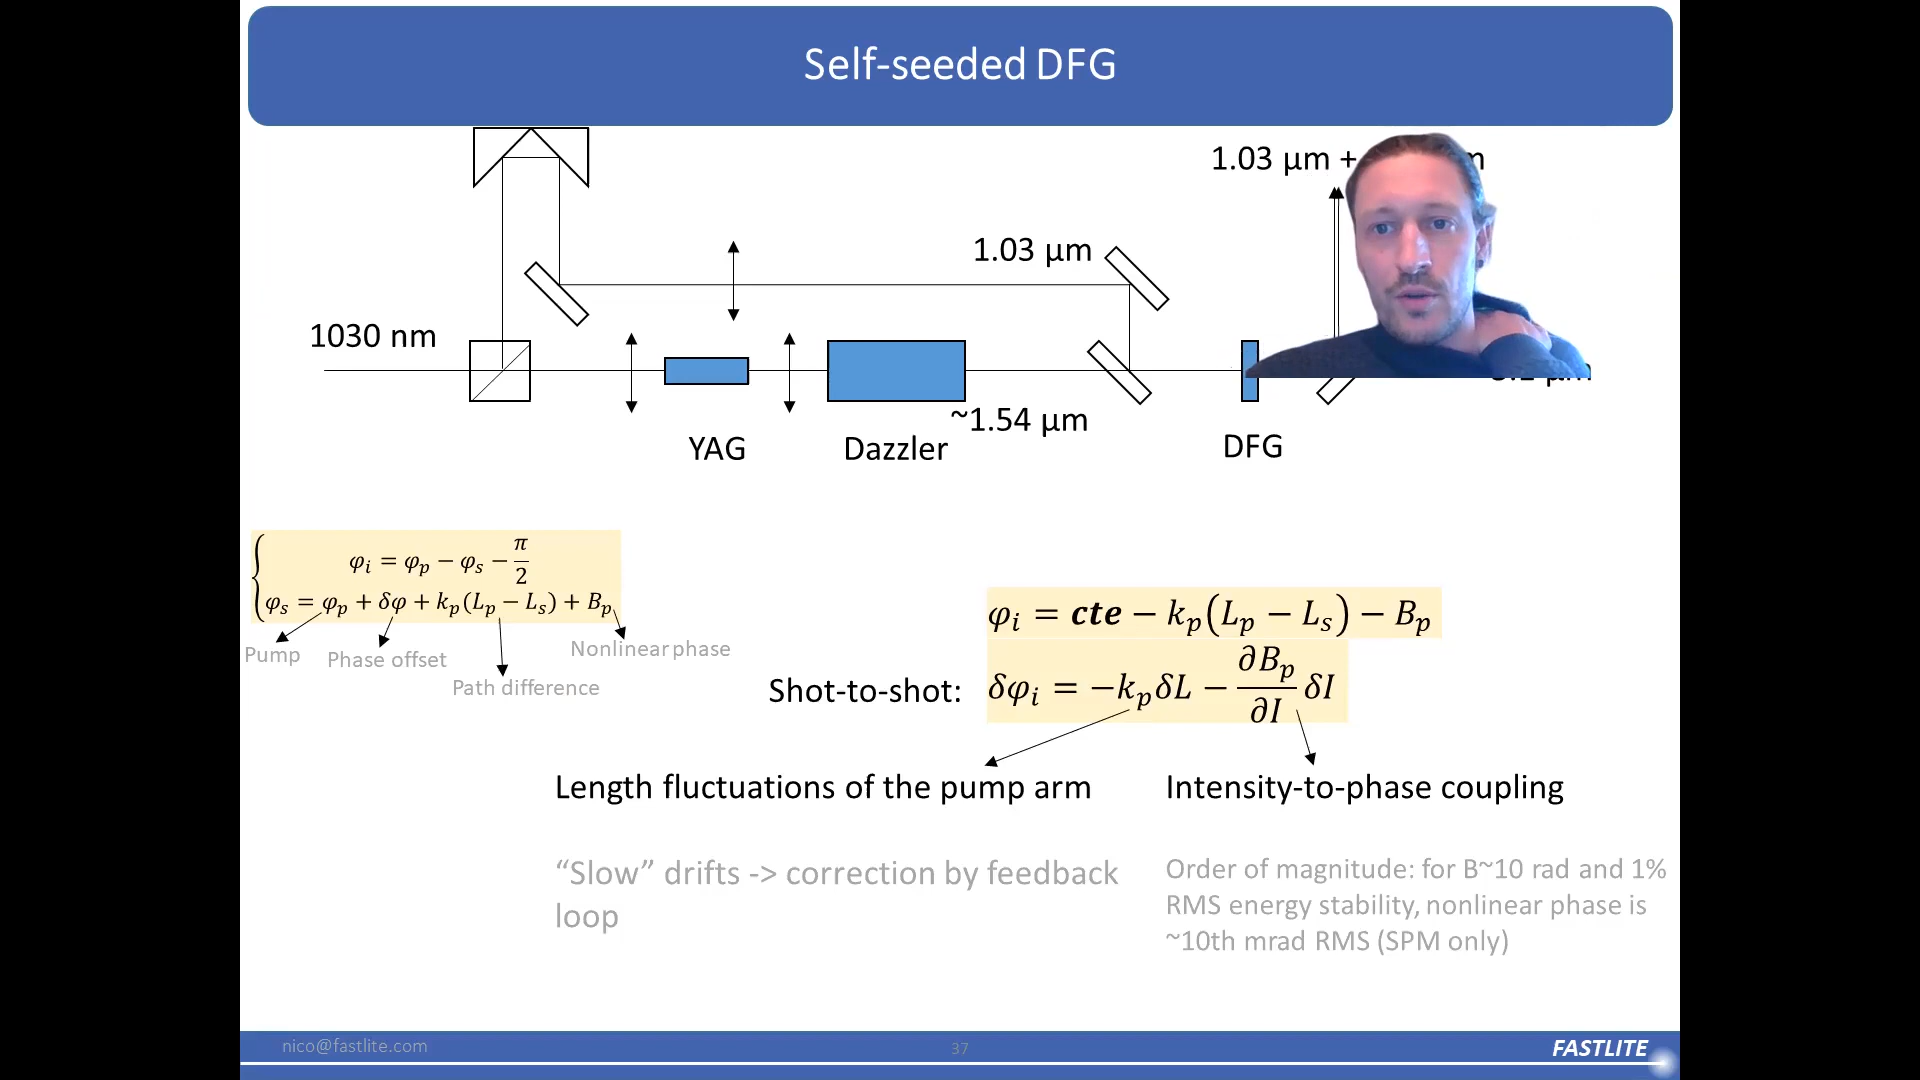 Self-seeded DFG
1.03 µm +
1.03 µm
1030 nm
~1.54 µm
YAG
Dazzler
DFG
φᵢ = φₚ − φₛ − π/2
φₛ = φₚ + δφ + kₚ(Lₚ − Lₛ) + Bₚ
Pump
Phase offset
Path difference
Nonlinear phase
φᵢ = cte − kₚ(Lₚ − Lₛ) − Bₚ
Shot-to-shot: δφᵢ = −kₚδL − ∂Bₚ/∂I δI
Length fluctuations of the pump arm
Intensity-to-phase coupling
“Slow” drifts -> correction by feedback
loop
Order of magnitude: for B~10 rad and 1%
RMS energy stability, nonlinear phase is
~10th mrad RMS (SPM only)
nico@fastlite.com
37
FASTLITE